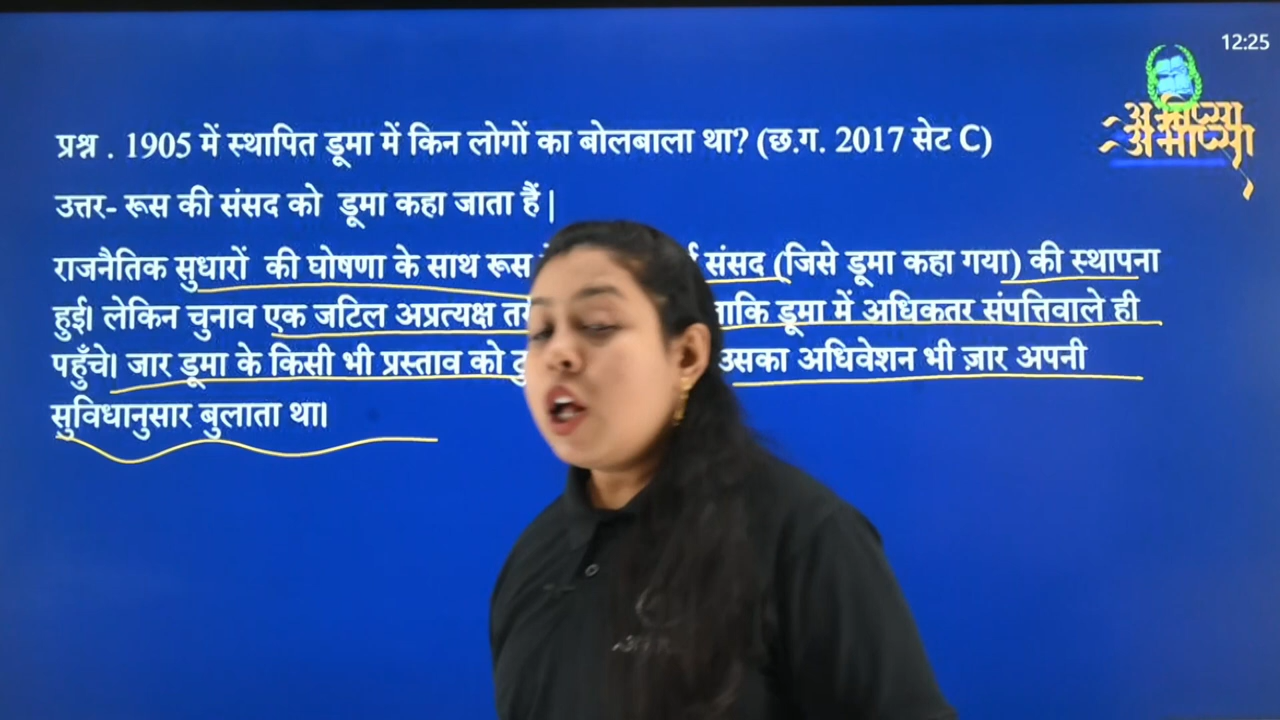 12:25
अभीप्सा
प्रश्न . 1905 में स्थापित डूमा में किन लोगों का बोलबाला था? (छ.ग. 2017 सेट C)
उत्तर- रूस की संसद को डूमा कहा जाता हैं |
राजनैतिक सुधारों की घोषणा के साथ रूस संसद (जिसे डूमा कहा गया) की स्थापना
हुई। लेकिन चुनाव एक जटिल अप्रत्यक्ष ताकि डूमा में अधिकतर संपत्तिवाले ही
पहुँचे। जार डूमा के किसी भी प्रस्ताव को उसका अधिवेशन भी ज़ार अपनी
सुविधानुसार बुलाता था।